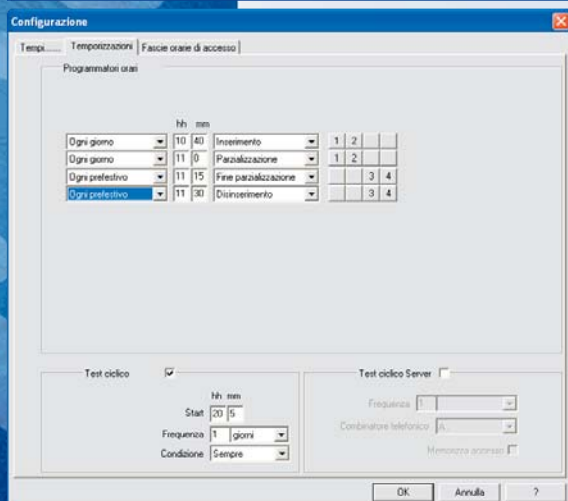 Configurazione
Tempi...... Temporizzazioni Fascie orarie di accesso
Programmatori orari
hh mm
Ogni giorno 10 40 Inserimento 1 2
Ogni giorno 11 0 Parzializzazione 1 2
Ogni prefestivo 11 15 Fine parzializzazione 3 4
Ogni prefestivo 11 30 Disinserimento 3 4
Test ciclico
hh mm
Start 20 5
Frequenza 1 giorni
Condizione Sempre
Test ciclico Server
Frequenza 1
Combinatore telefonico A..
Memorizza accesso
OK Annulla ?